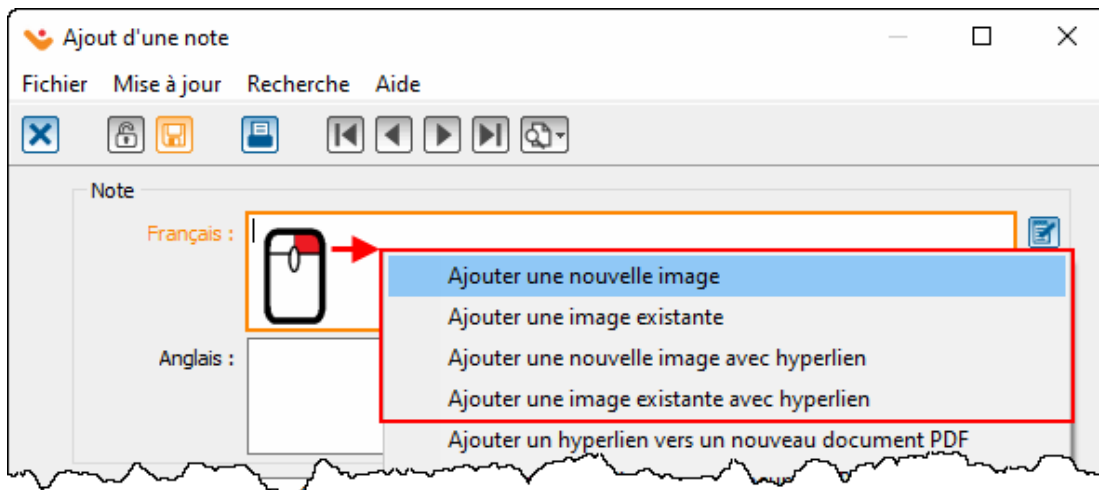 Ajout d'une note
Fichier Mise à jour Recherche Aide
Note
Français :
Ajouter une nouvelle image
Ajouter une image existante
Anglais :
Ajouter une nouvelle image avec hyperlien
Ajouter une image existante avec hyperlien
Ajouter un hyperlien vers un nouveau document PDF